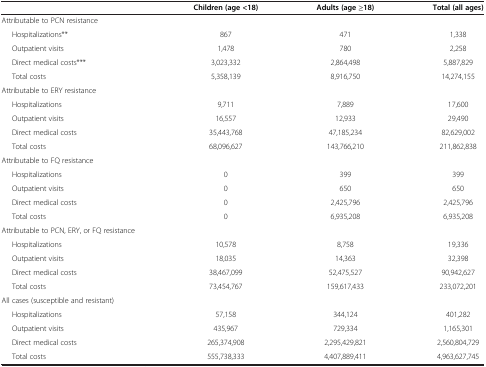 Children (age <18) Adults (age ≥18) Total (all ages)
Attributable to PCN resistance
Hospitalizations** 867 471 1,338
Outpatient visits 1,478 780 2,258
Direct medical costs*** 3,023,332 2,864,498 5,887,829
Total costs 5,358,139 8,916,750 14,274,155
Attributable to ERY resistance
Hospitalizations 9,711 7,889 17,600
Outpatient visits 16,557 12,933 29,490
Direct medical costs 35,443,768 47,185,234 82,629,002
Total costs 68,096,627 143,766,210 211,862,838
Attributable to FQ resistance
Hospitalizations 0 399 399
Outpatient visits 0 650 650
Direct medical costs 0 2,425,796 2,425,796
Total costs 0 6,935,208 6,935,208
Attributable to PCN, ERY, or FQ resistance
Hospitalizations 10,578 8,758 19,336
Outpatient visits 18,035 14,363 32,398
Direct medical costs 38,467,099 52,475,527 90,942,627
Total costs 73,454,767 159,617,433 233,072,201
All cases (susceptible and resistant)
Hospitalizations 57,158 344,124 401,282
Outpatient visits 435,967 729,334 1,165,301
Direct medical costs 265,374,908 2,295,429,821 2,560,804,729
Total costs 555,738,333 4,407,889,411 4,963,627,745